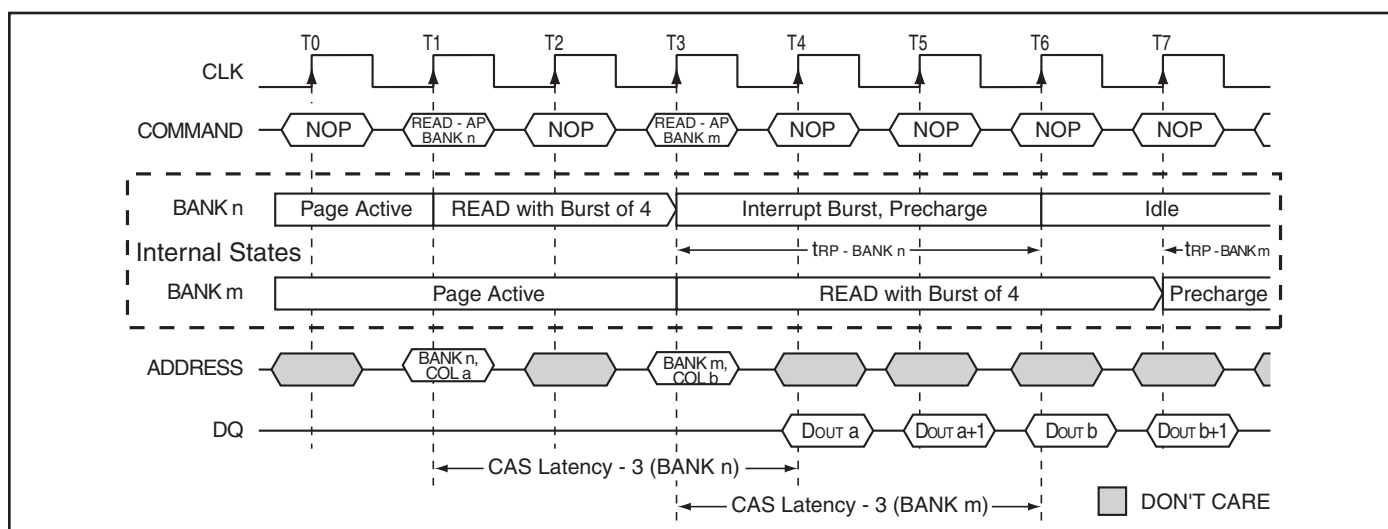 T0 T1 T2 T3 T4 T5 T6 T7
CLK
COMMAND NOP READ - AP BANK n NOP READ - AP BANK m NOP NOP NOP NOP
BANK n Page Active READ with Burst of 4 Interrupt Burst, Precharge Idle
Internal States tRP - BANK n tRP - BANK m
BANK m Page Active READ with Burst of 4 Precharge
ADDRESS BANK n, COL a BANK m, COL b
DQ DOUT a DOUT a+1 DOUT b DOUT b+1
CAS Latency - 3 (BANK n)
CAS Latency - 3 (BANK m) DON'T CARE